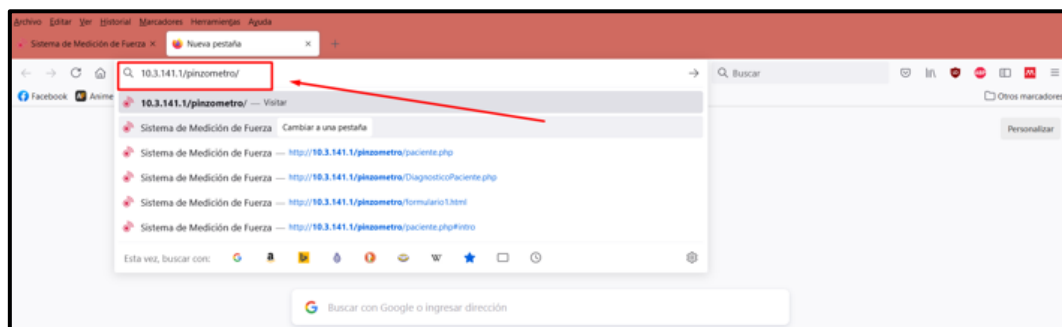 Archivo Editar Ver Historial Marcadores Herramientas Ayuda
Sistema de Medición de Fuerza × Nueva pestaña × +
10.3.141.1/pinzometro/ Buscar
Facebook Anime Otros marcadores
10.3.141.1/pinzometro/ — Visitar
Sistema de Medición de Fuerza Cambiar a una pestaña Personalizar
Sistema de Medición de Fuerza — http://10.3.141.1/pinzometro/paciente.php
Sistema de Medición de Fuerza — http://10.3.141.1/pinzometro/DiagnosticoPaciente.php
Sistema de Medición de Fuerza — http://10.3.141.1/pinzometro/formulario1.html
Sistema de Medición de Fuerza — http://10.3.141.1/pinzometro/paciente.php#intro
Esta vez, buscar con:
Buscar con Google o ingresar dirección